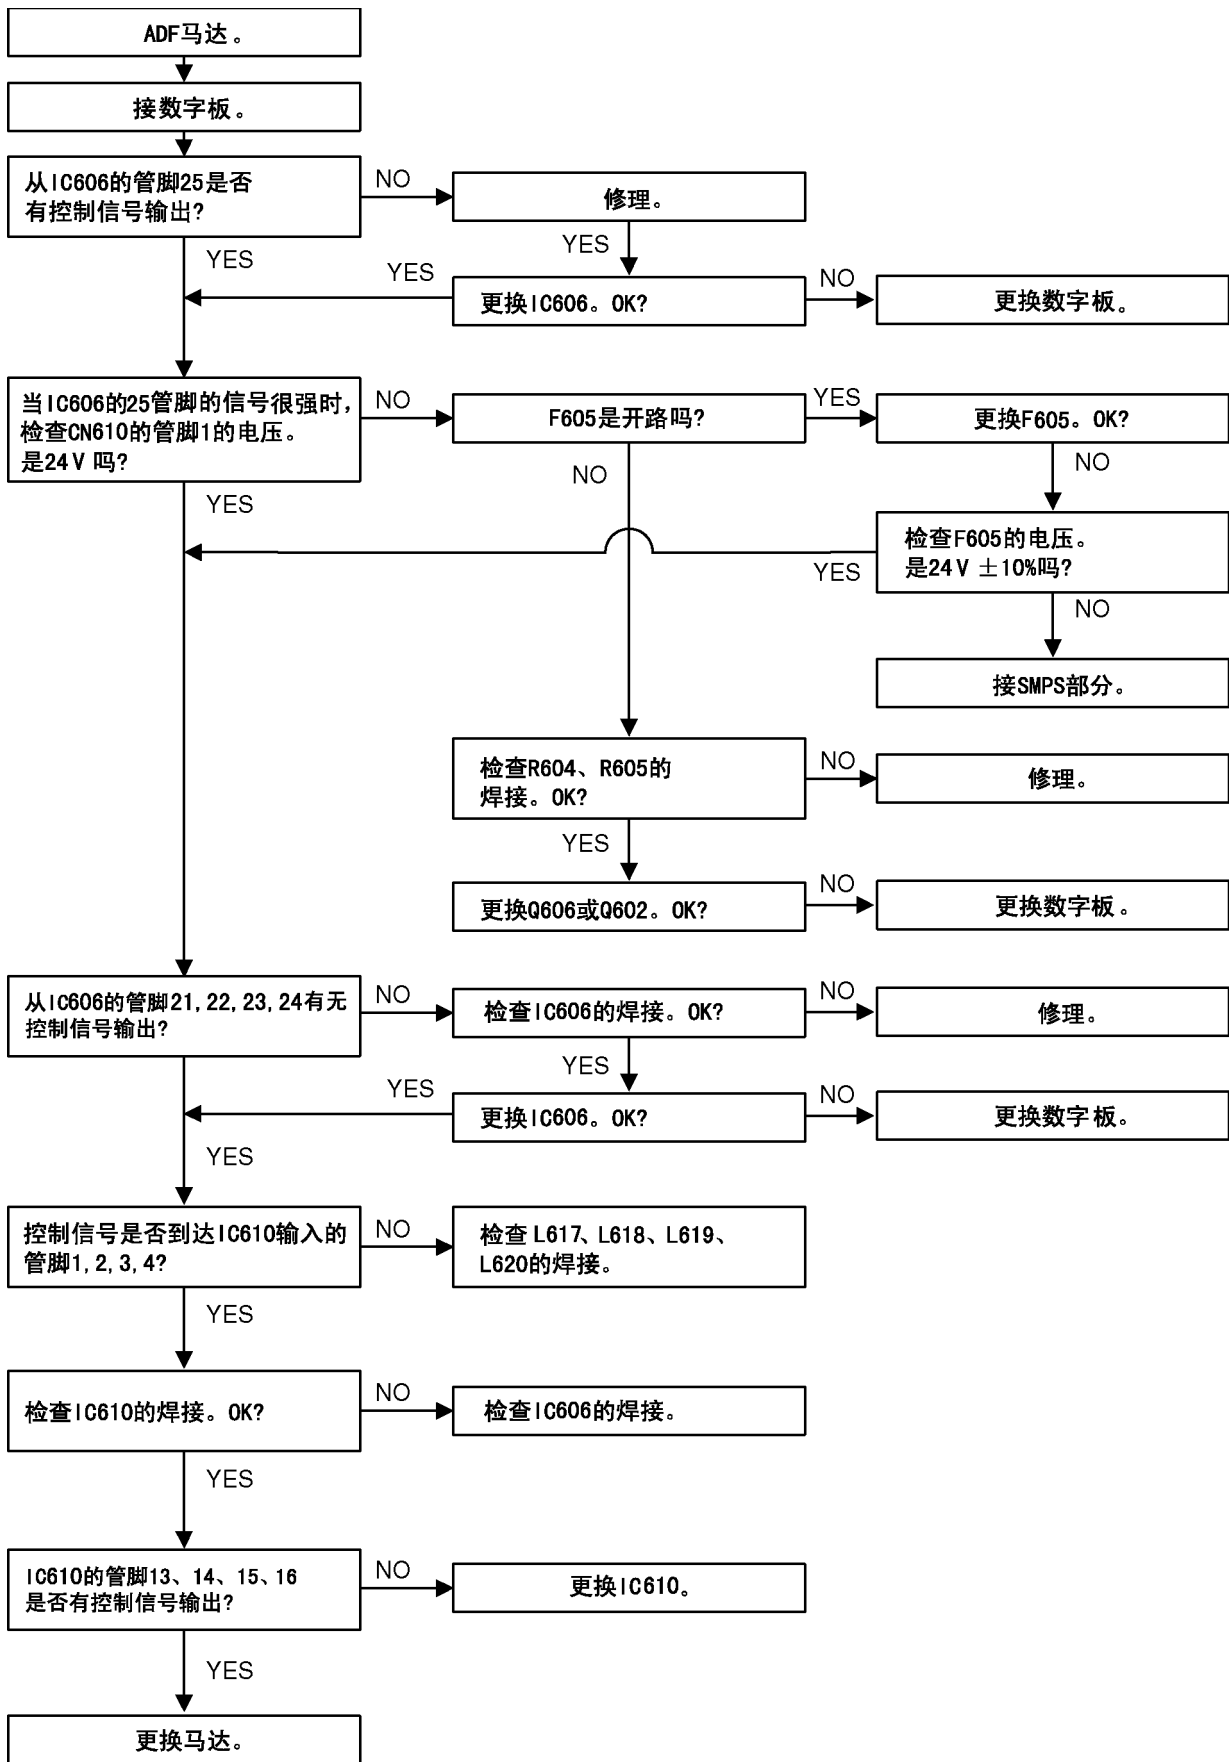 ADF马达。
接数字板。
从IC606的管脚25是否
有控制信号输出?
NO
修理。
YES
YES
YES
更换IC606。OK?
NO
更换数字板。
当IC606的25管脚的信号很强时,
检查CN610的管脚1的电压。
是24V 吗?
NO
F605是开路吗?
YES
更换F605。OK?
YES
NO
NO
检查F605的电压。
是24V ±10%吗?
YES
NO
接SMPS部分。
检查R604、R605的
焊接。OK?
NO
修理。
YES
更换Q606或Q602。OK?
NO
更换数字板。
从IC606的管脚21,22,23,24有无
控制信号输出?
NO
检查IC606的焊接。OK?
NO
修理。
YES
YES
更换IC606。OK?
NO
更换数字板。
YES
控制信号是否到达IC610输入的
管脚1,2,3,4?
NO
检查 L617、L618、L619、
L620的焊接。
YES
检查IC610的焊接。OK?
NO
检查IC606的焊接。
YES
IC610的管脚13、14、15、16
是否有控制信号输出?
NO
更换IC610。
YES
更换马达。